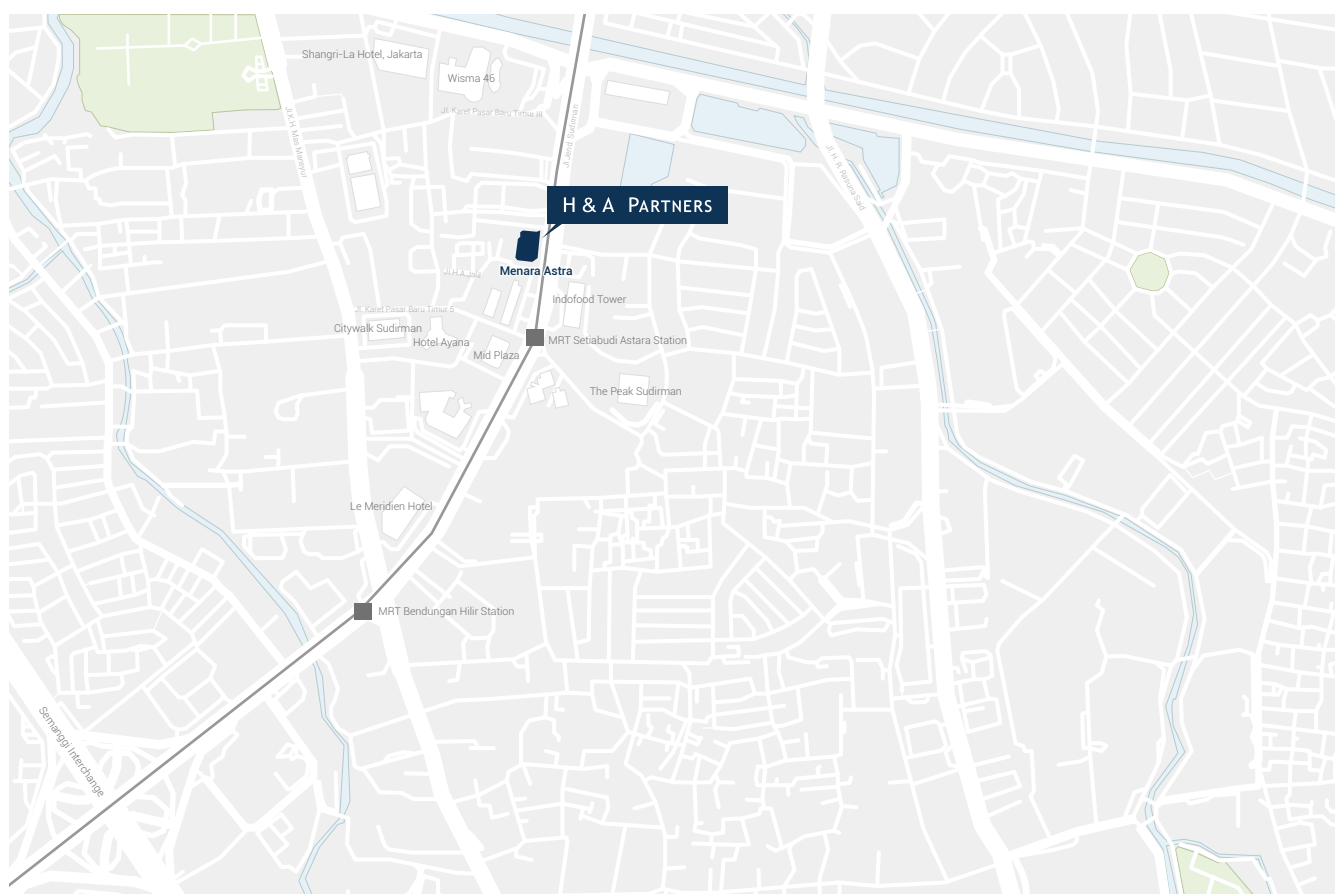 Shangri-La Hotel, Jakarta
Wisma 46
Jl. Karet Pasar Baru Timur III
Jl.K.H. Mas Mansyur
Jl Jend Sudirman
Jl. H. R. Rasuna Said
H & A PARTNERS
Menara Astra
Jl.H.A.Jaiz
Indofood Tower
Jl. Karet Pasar Baru Timur 5
Citywalk Sudirman
Hotel Ayana
Mid Plaza
MRT Setiabudi Astara Station
The Peak Sudirman
Le Meridien Hotel
MRT Bendungan Hilir Station
Semanggi Interchange